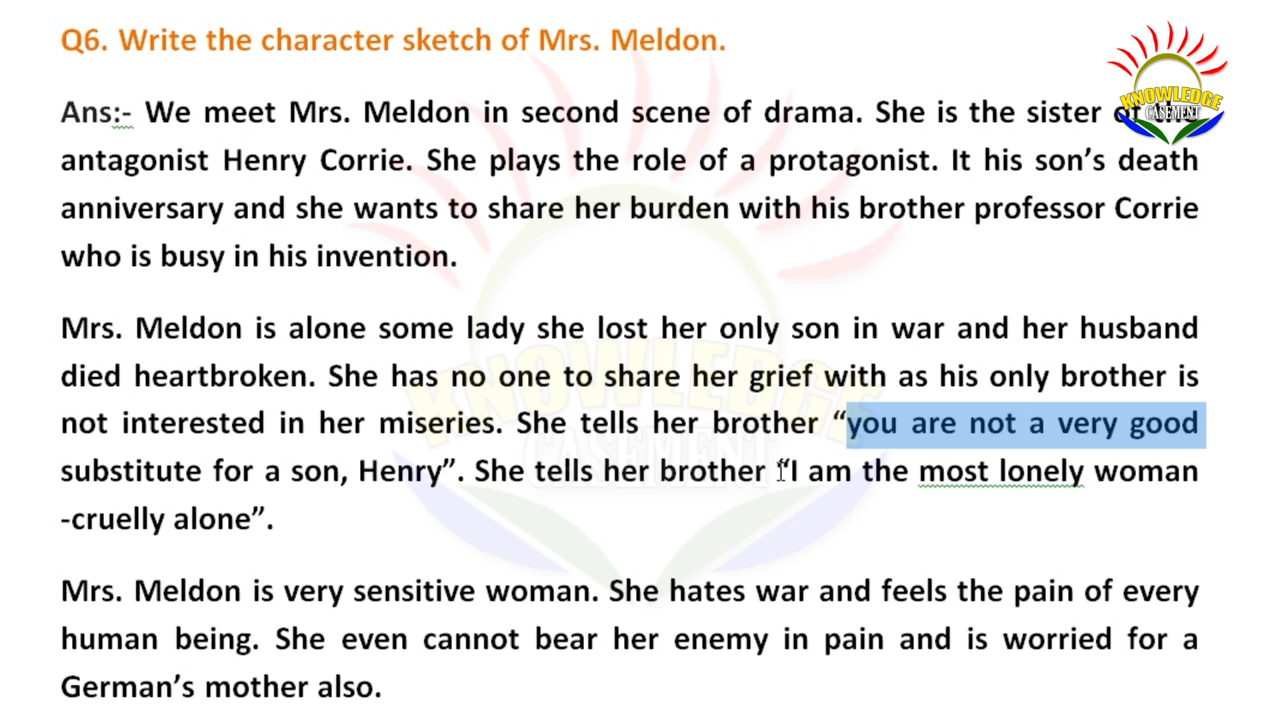 Q6. Write the character sketch of Mrs. Meldon.
KNOWLEDGE
CASEMENT
Ans:- We meet Mrs. Meldon in second scene of drama. She is the sister of the
antagonist Henry Corrie. She plays the role of a protagonist. It his son's death
anniversary and she wants to share her burden with his brother professor Corrie
who is busy in his invention.
Mrs. Meldon is alone some lady she lost her only son in war and her husband
died heartbroken. She has no one to share her grief with as his only brother is
not interested in her miseries. She tells her brother “you are not a very good
substitute for a son, Henry”. She tells her brother “I am the most lonely woman
-cruelly alone”.
Mrs. Meldon is very sensitive woman. She hates war and feels the pain of every
human being. She even cannot bear her enemy in pain and is worried for a
German's mother also.
KNOWLEDGE
CASEMENT